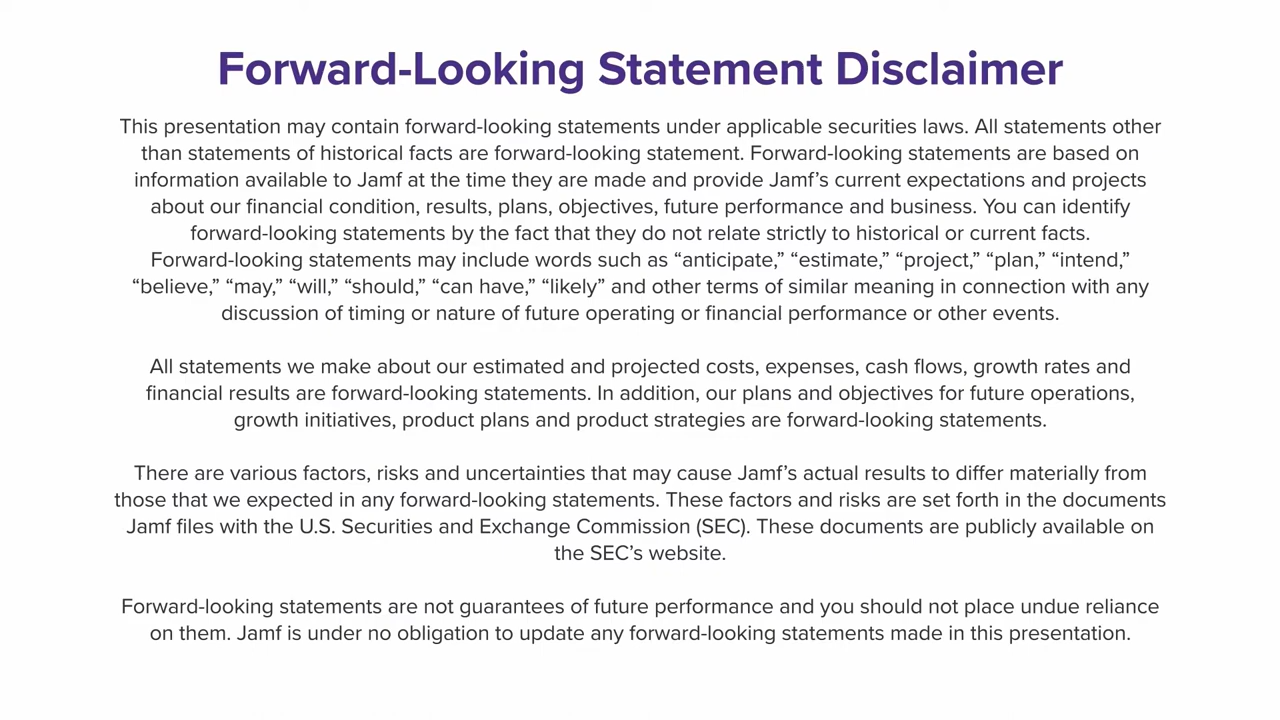 Forward-Looking Statement Disclaimer
This presentation may contain forward-looking statements under applicable securities laws. All statements other
than statements of historical facts are forward-looking statement. Forward-looking statements are based on
information available to Jamf at the time they are made and provide Jamf’s current expectations and projects
about our financial condition, results, plans, objectives, future performance and business. You can identify
forward-looking statements by the fact that they do not relate strictly to historical or current facts.
Forward-looking statements may include words such as “anticipate,” “estimate,” “project,” “plan,” “intend,”
“believe,” “may,” “will,” “should,” “can have,” “likely” and other terms of similar meaning in connection with any
discussion of timing or nature of future operating or financial performance or other events.
All statements we make about our estimated and projected costs, expenses, cash flows, growth rates and
financial results are forward-looking statements. In addition, our plans and objectives for future operations,
growth initiatives, product plans and product strategies are forward-looking statements.
There are various factors, risks and uncertainties that may cause Jamf’s actual results to differ materially from
those that we expected in any forward-looking statements. These factors and risks are set forth in the documents
Jamf files with the U.S. Securities and Exchange Commission (SEC). These documents are publicly available on
the SEC’s website.
Forward-looking statements are not guarantees of future performance and you should not place undue reliance
on them. Jamf is under no obligation to update any forward-looking statements made in this presentation.